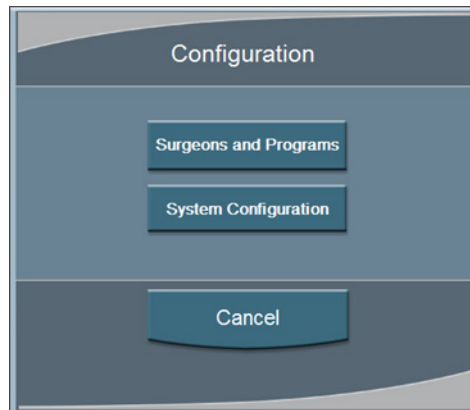 Configuration
Surgeons and Programs
System Configuration
Cancel